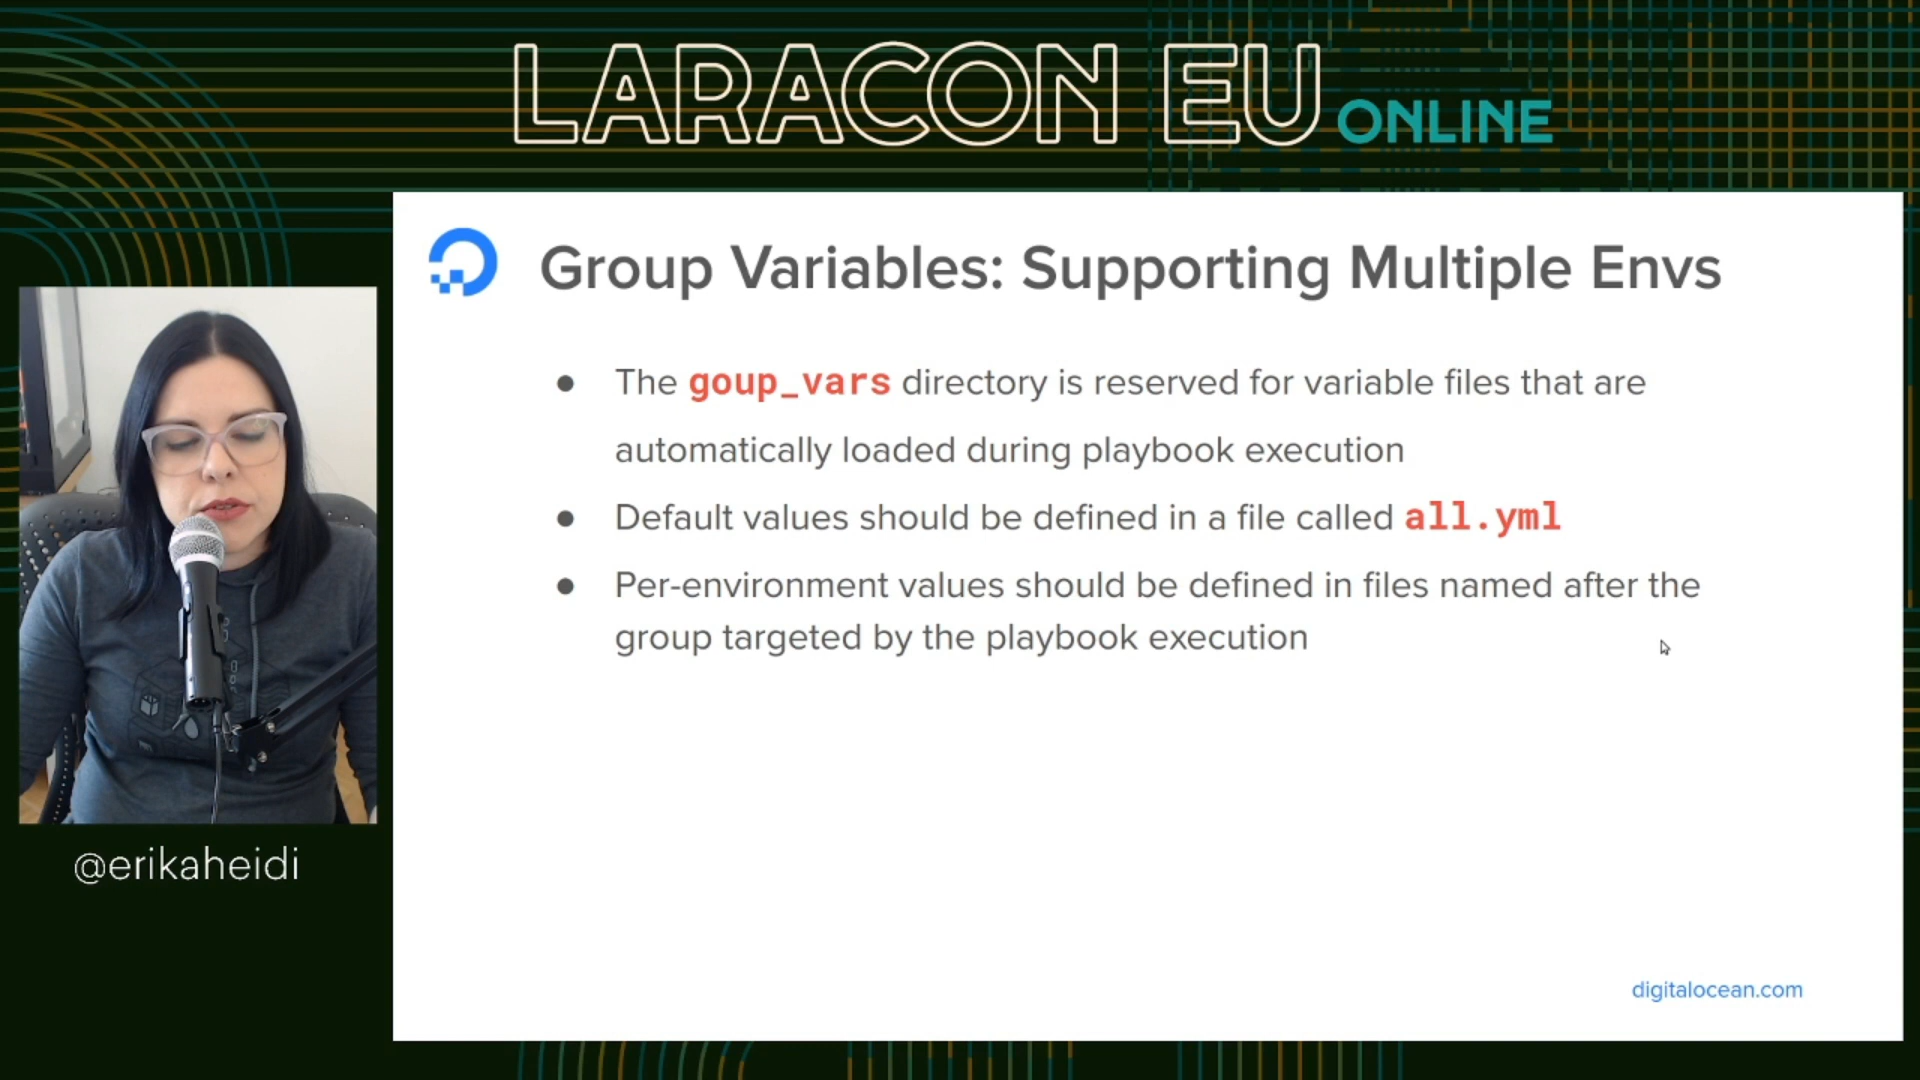 LARACON EU ONLINE
Group Variables: Supporting Multiple Envs
● The goup_vars directory is reserved for variable files that are
automatically loaded during playbook execution
● Default values should be defined in a file called all.yml
● Per-environment values should be defined in files named after the
group targeted by the playbook execution
@erikaheidi
digitalocean.com